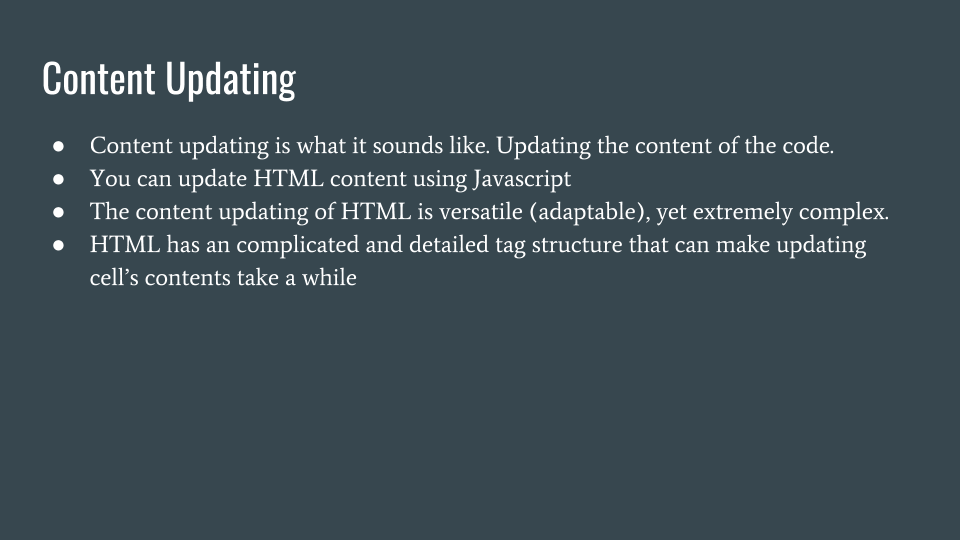 Content Updating
● Content updating is what it sounds like. Updating the content of the code.
● You can update HTML content using Javascript
● The content updating of HTML is versatile (adaptable), yet extremely complex.
● HTML has an complicated and detailed tag structure that can make updating
cell’s contents take a while